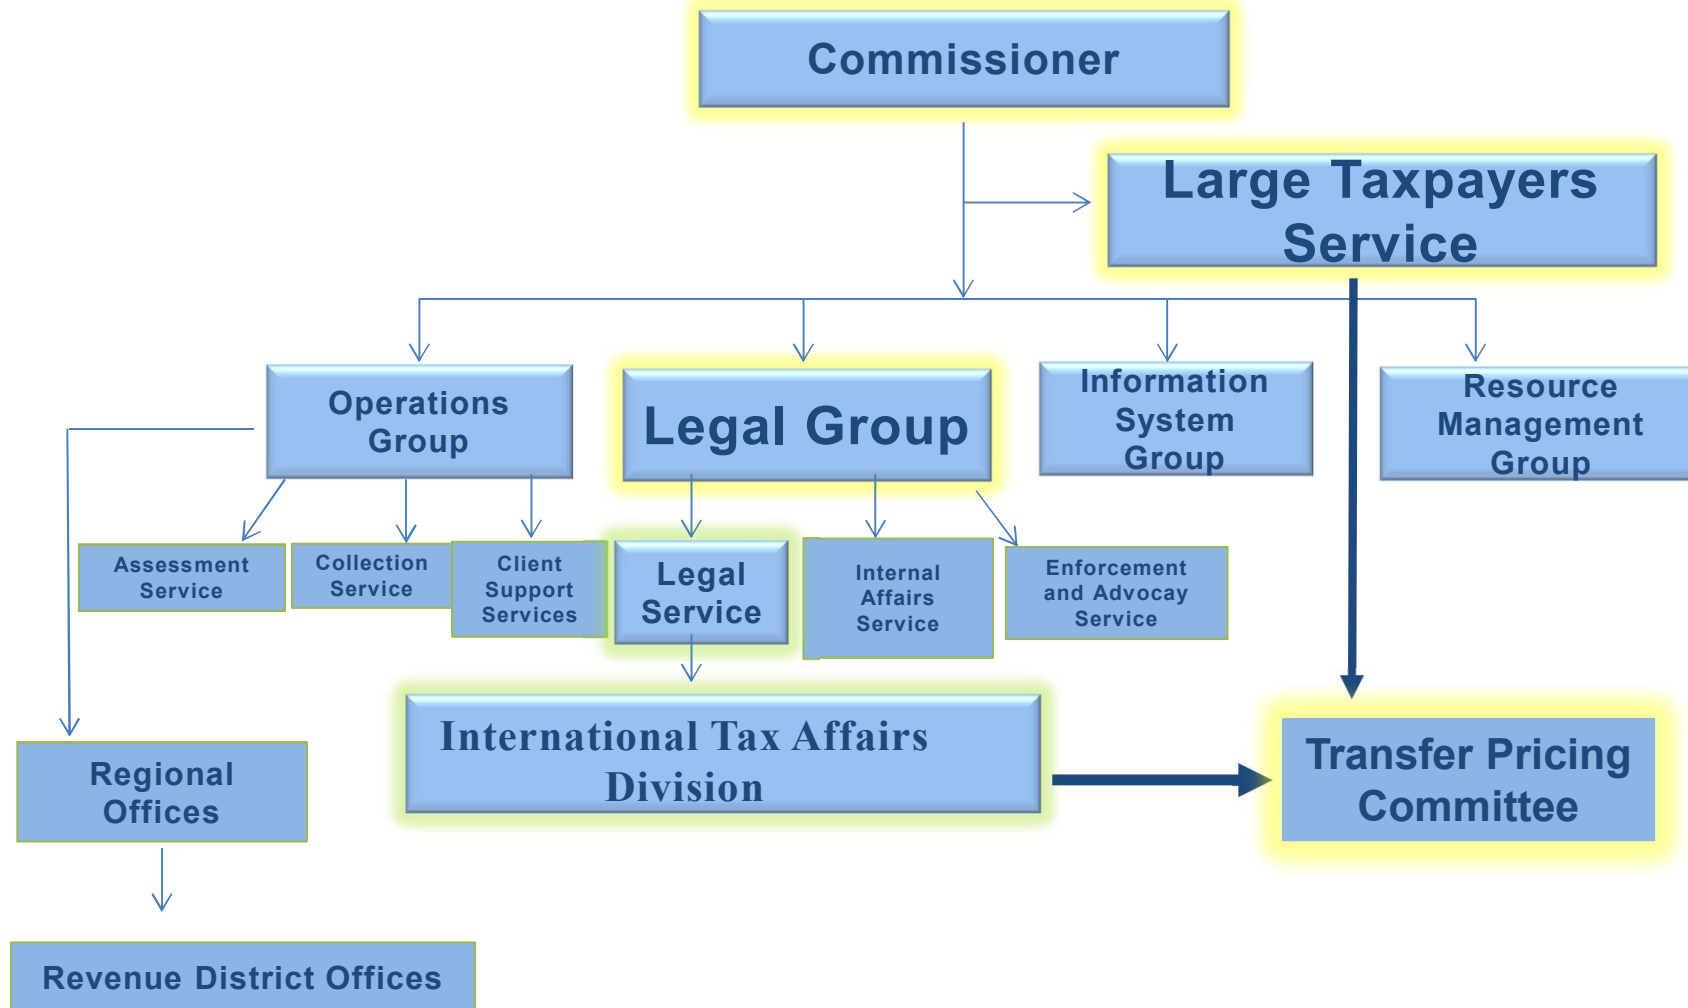 Commissioner
Large Taxpayers
Service
Operations
Group
Legal Group
Information
System
Group
Resource
Management
Group
Assessment
Service
Collection
Service
Client
Support
Services
Legal
Service
Internal
Affairs
Service
Enforcement
and Advocay
Service
International Tax Affairs
Division
Transfer Pricing
Committee
Regional
Offices
Revenue District Offices